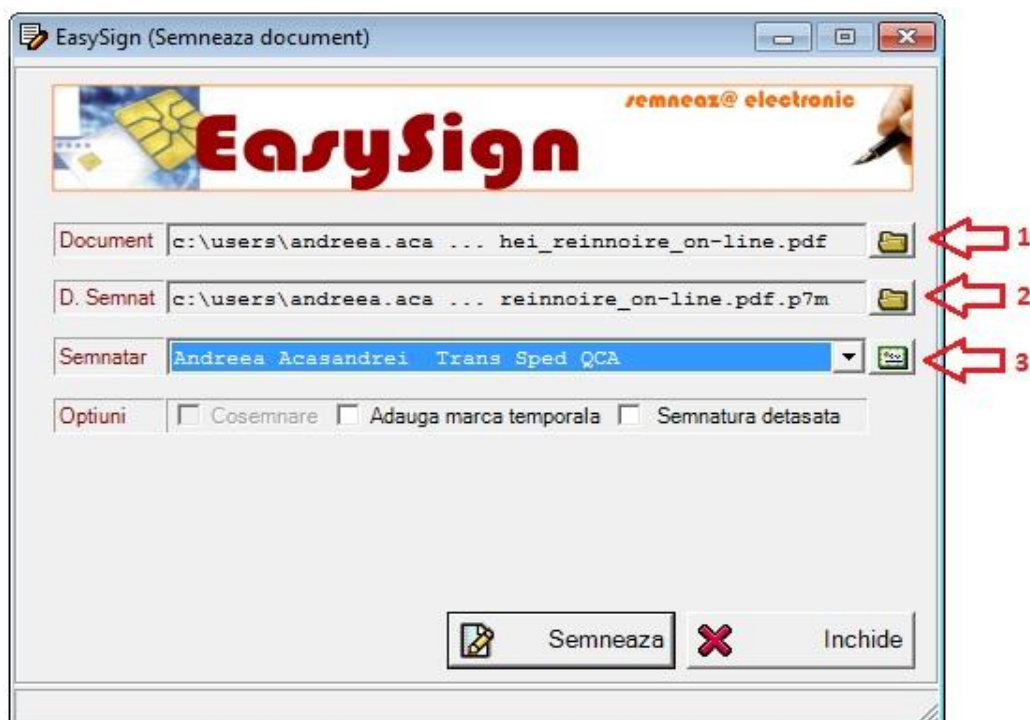 EasySign (Semneaza document)
semneaz@ electronic
EasySign
Document c:\users\andreea.aca ... hei_reinnoire_on-line.pdf 1
D. Semnat c:\users\andreea.aca ... reinnoire_on-line.pdf.p7m 2
Semnatar Andreea Acasandrei Trans Sped QCA 3
Optiuni Cosemnare Adauga marca temporala Semnatura detasata
Semneaza Inchide